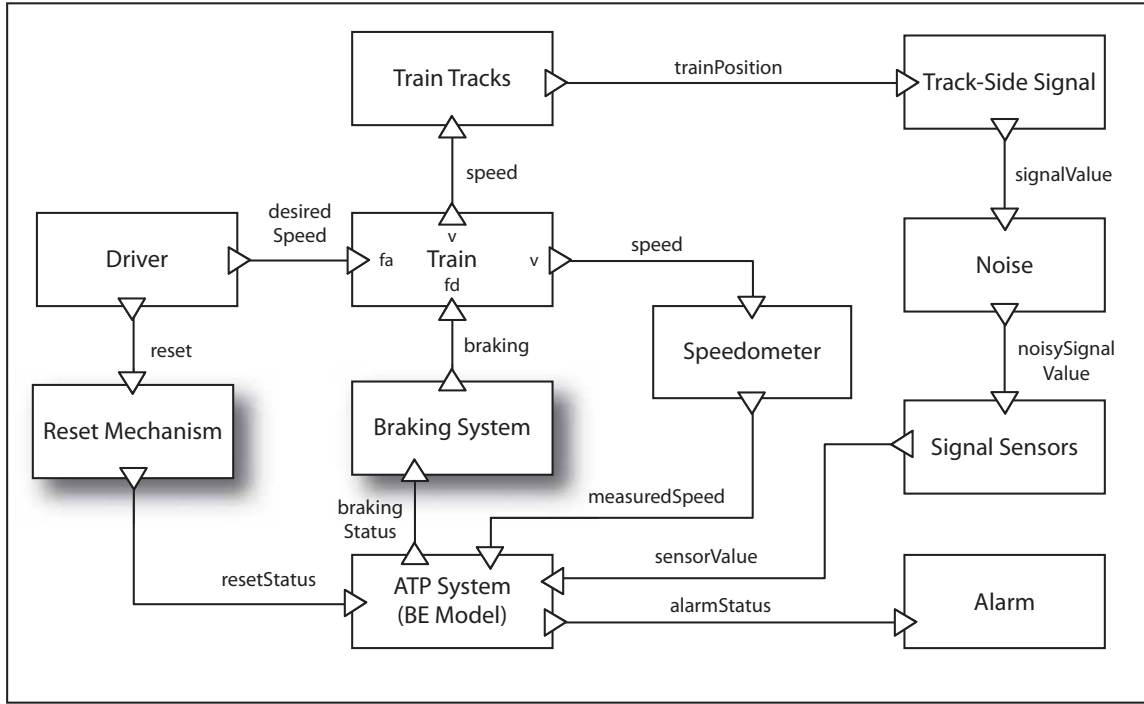 Train Tracks
trainPosition
Track-Side Signal
speed
signalValue
desired
Speed
Driver
fa
v
Train
fd
v
speed
Noise
reset
braking
Speedometer
noisySignal
Value
Reset Mechanism
Braking System
Signal Sensors
braking
Status
measuredSpeed
resetStatus
ATP System
(BE Model)
sensorValue
alarmStatus
Alarm